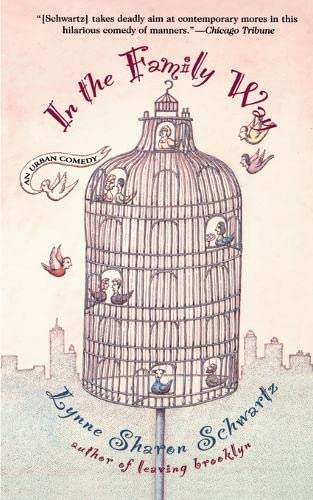 "[Schwartz] takes deadly aim at contemporary mores in this
hilarious comedy of manners."—Chicago Tribune
In the Family Way
AN URBAN COMEDY
Lynne Sharon Schwartz
author of leaving brooklyn